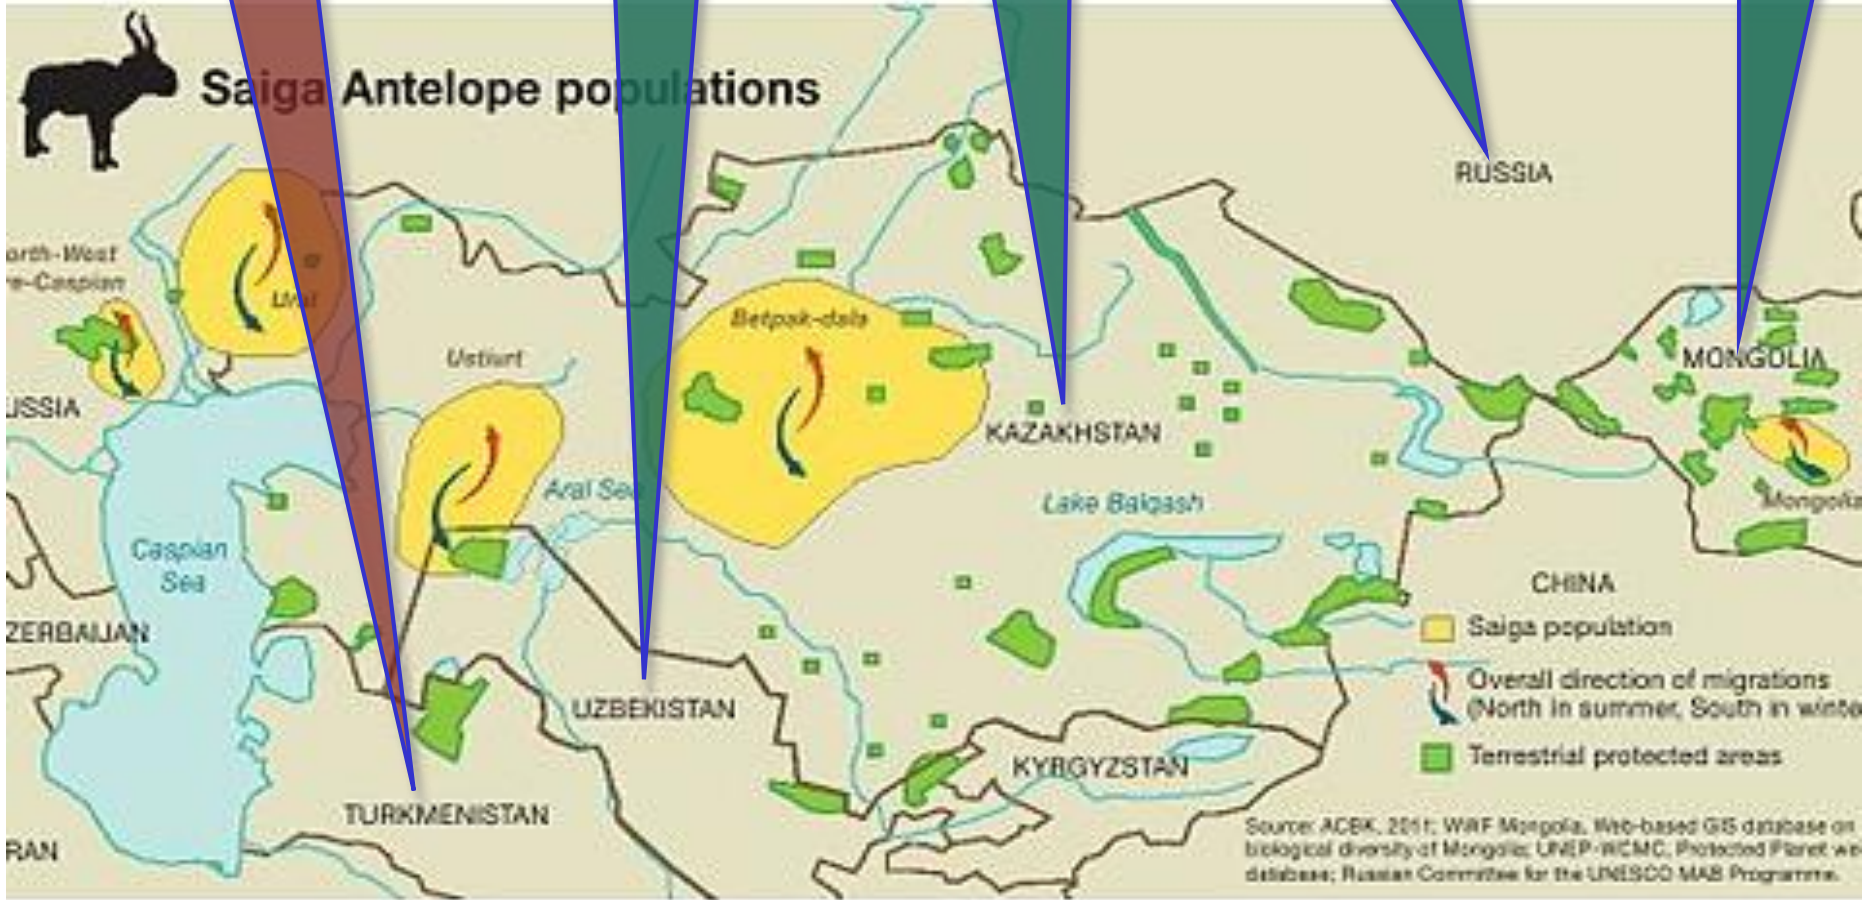 Saiga Antelope populations
RUSSIA
orth-West
re-Caspian
Ural
Betpak-dala
Ustiurt
MONGOLIA
USSIA
KAZAKHSTAN
Aral Sea
Lake Balqash
Mongolia
Caspian
Sea
CHINA
ZERBAIJAN
Saiga population
Overall direction of migrations
(North in summer, South in winte
UZBEKISTAN
Terrestrial protected areas
KYRGYZSTAN
TURKMENISTAN
RAN
Source: ACBK, 2011; WWF Mongolia, Web-based GIS database on
biological diversity of Mongolia; UNEP-WCMC, Protected Planet we
database; Russian Committee for the UNESCO MAB Programme.